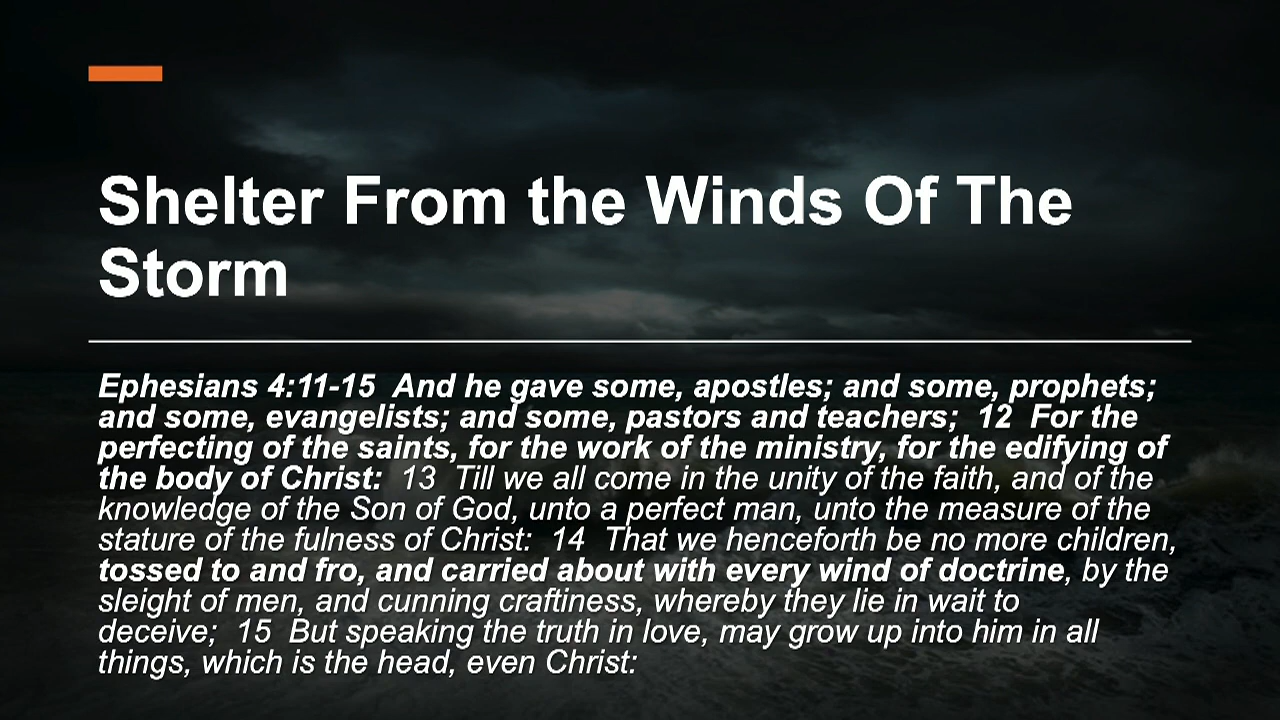 Shelter From the Winds Of The
Storm
Ephesians 4:11-15  And he gave some, apostles; and some, prophets;
and some, evangelists; and some, pastors and teachers;  12  For the
perfecting of the saints, for the work of the ministry, for the edifying of
the body of Christ:  13  Till we all come in the unity of the faith, and of the
knowledge of the Son of God, unto a perfect man, unto the measure of the
stature of the fulness of Christ:  14  That we henceforth be no more children,
tossed to and fro, and carried about with every wind of doctrine, by the
sleight of men, and cunning craftiness, whereby they lie in wait to
deceive;  15  But speaking the truth in love, may grow up into him in all
things, which is the head, even Christ: